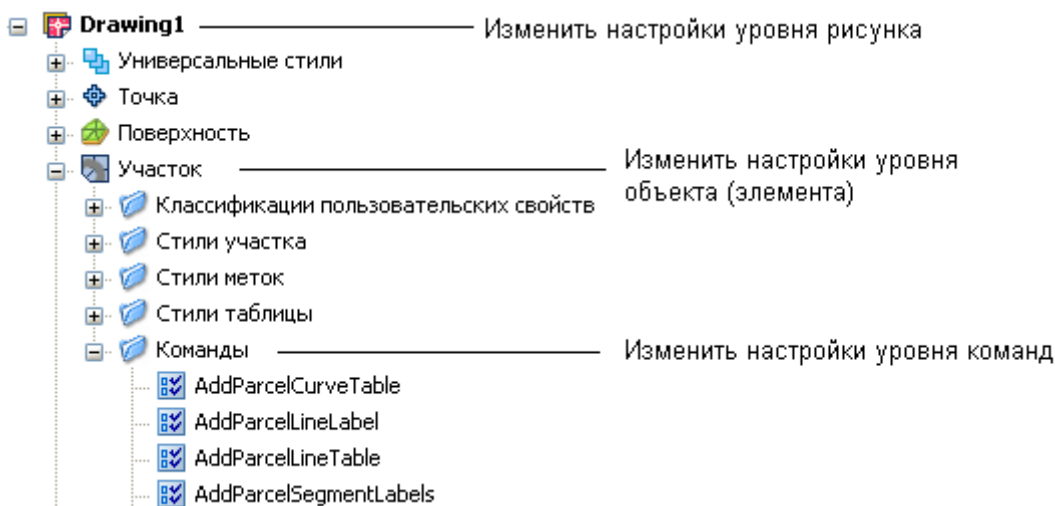 Drawing1 Изменить настройки уровня рисунка
Универсальные стили
Точка
Поверхность
Участок Изменить настройки уровня объекта (элемента)
Классификации пользовательских свойств
Стили участка
Стили меток
Стили таблицы
Команды Изменить настройки уровня команд
AddParcelCurveTable
AddParcelLineLabel
AddParcelLineTable
AddParcelSegmentLabels